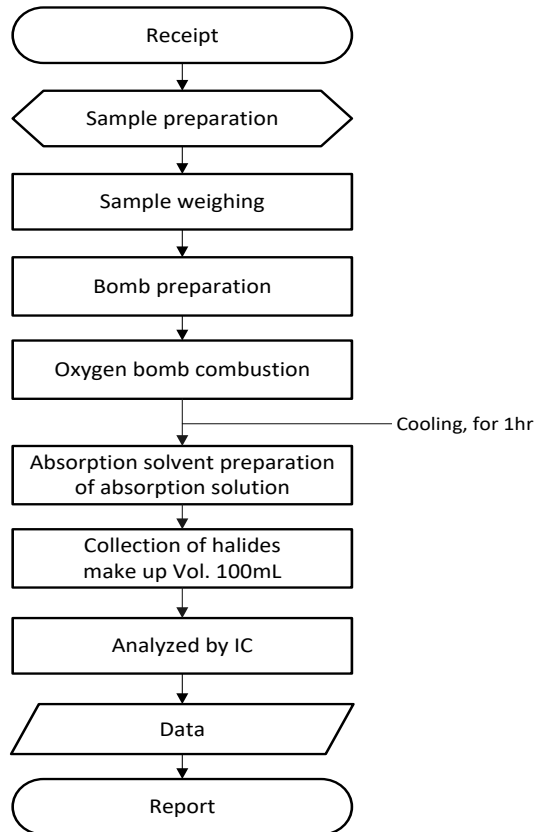 Receipt
Sample preparation
Sample weighing
Bomb preparation
Oxygen bomb combustion
Cooling, for 1hr
Absorption solvent preparation
of absorption solution
Collection of halides
make up Vol. 100mL
Analyzed by IC
Data
Report